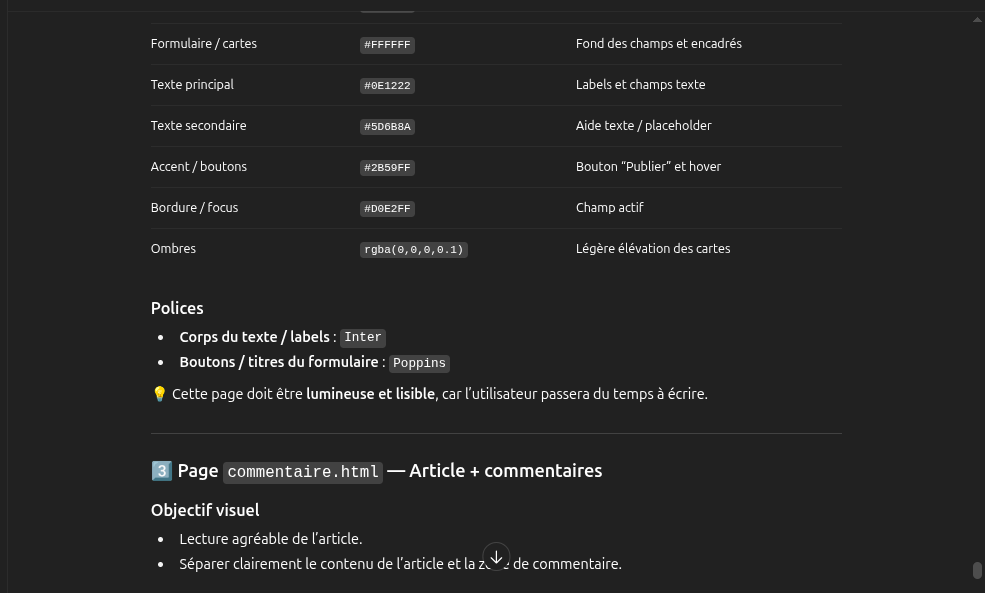 Formulaire / cartes #FFFFFF Fond des champs et encadrés
Texte principal #0E1222 Labels et champs texte
Texte secondaire #5D6B8A Aide texte / placeholder
Accent / boutons #2B59FF Bouton “Publier” et hover
Bordure / focus #D0E2FF Champ actif
Ombres rgba(0,0,0,0.1) Légère élévation des cartes
Polices
• Corps du texte / labels : Inter
• Boutons / titres du formulaire : Poppins
💡 Cette page doit être lumineuse et lisible, car l’utilisateur passera du temps à écrire.
3️⃣ Page commentaire.html — Article + commentaires
Objectif visuel
• Lecture agréable de l’article.
• Séparer clairement le contenu de l’article et la zone de commentaire.